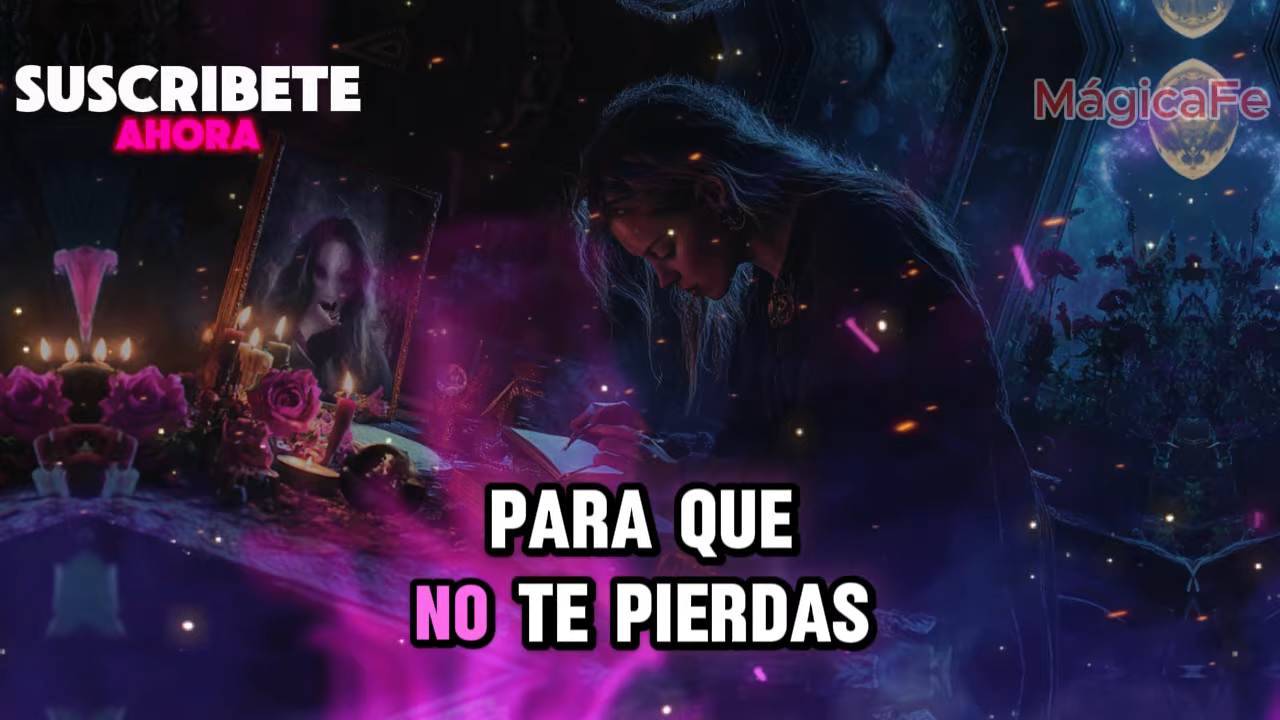 SUSCRIBETE
AHORA
MágicaFe
PARA QUE
NO TE PIERDAS